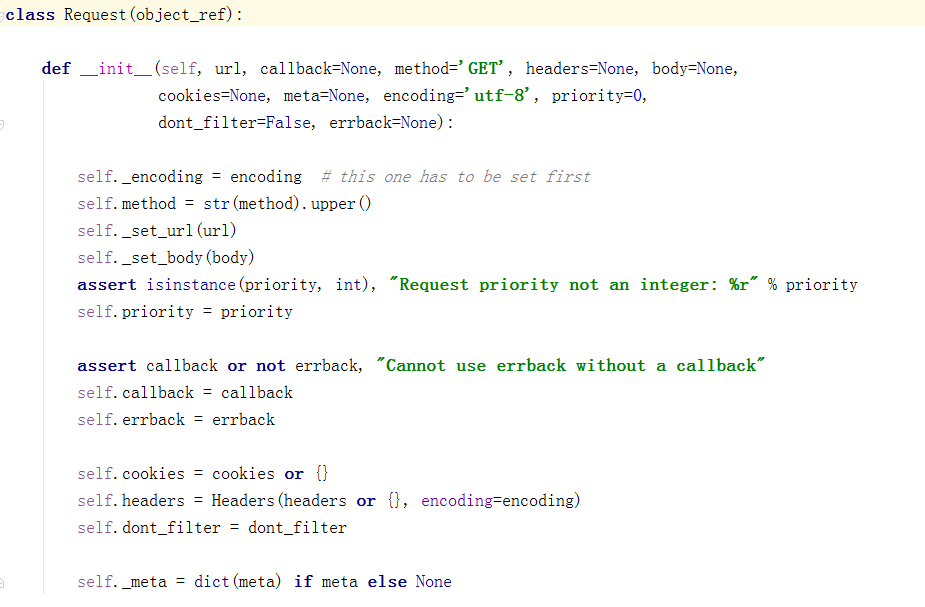 class Request(object_ref):
def __init__(self, url, callback=None, method='GET', headers=None, body=None,
cookies=None, meta=None, encoding='utf-8', priority=0,
dont_filter=False, errback=None):
self._encoding = encoding  # this one has to be set first
self.method = str(method).upper()
self._set_url(url)
self._set_body(body)
assert isinstance(priority, int), "Request priority not an integer: %r" % priority
self.priority = priority
assert callback or not errback, "Cannot use errback without a callback"
self.callback = callback
self.errback = errback
self.cookies = cookies or {}
self.headers = Headers(headers or {}, encoding=encoding)
self.dont_filter = dont_filter
self._meta = dict(meta) if meta else None